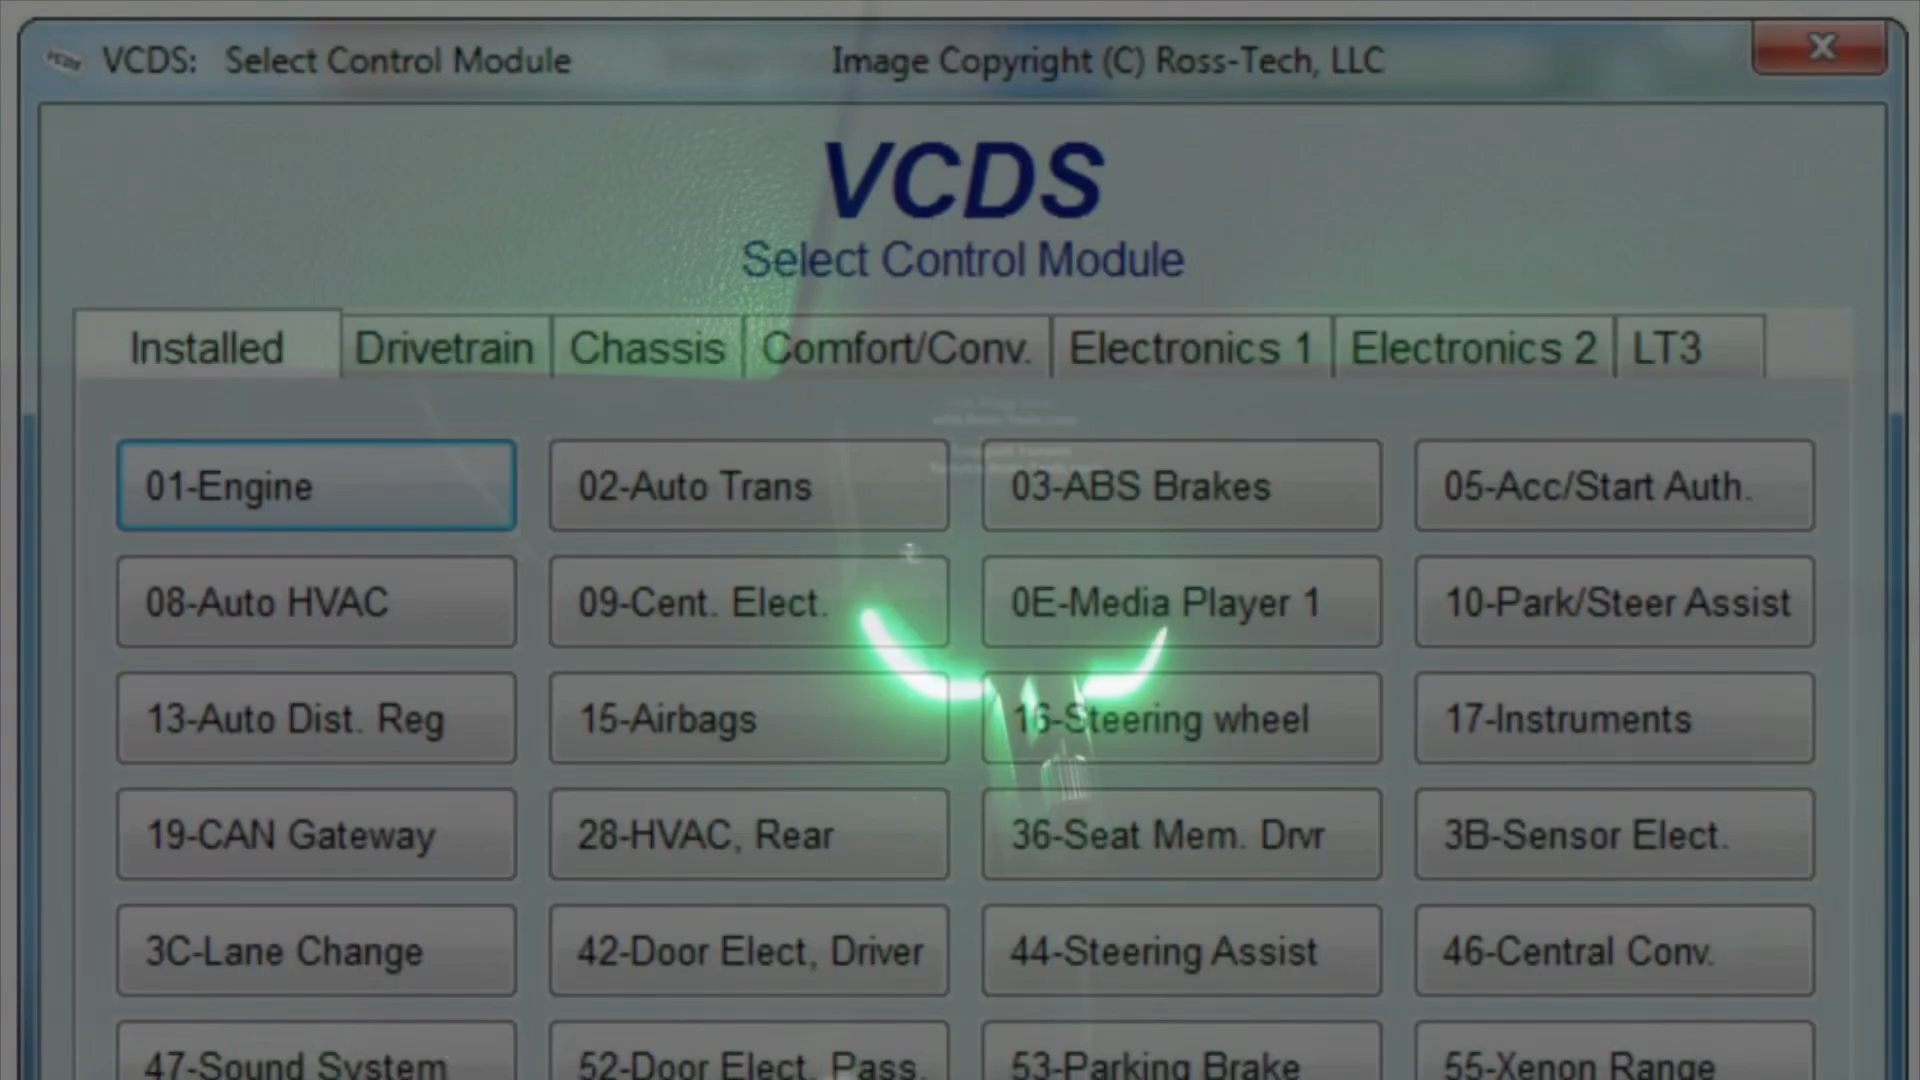 VCDS: Select Control Module Image Copyright (C) Ross-Tech, LLC X
VCDS
Select Control Module
Installed Drivetrain Chassis Comfort/Conv. Electronics 1 Electronics 2 LT3
01-Engine 02-Auto Trans 03-ABS Brakes 05-Acc/Start Auth.
08-Auto HVAC 09-Cent. Elect. 0E-Media Player 1 10-Park/Steer Assist
13-Auto Dist. Reg 15-Airbags 16-Steering wheel 17-Instruments
19-CAN Gateway 28-HVAC, Rear 36-Seat Mem. Drvr 3B-Sensor Elect.
3C-Lane Change 42-Door Elect, Driver 44-Steering Assist 46-Central Conv.
47-Sound System 52-Door Elect, Pass. 53-Parking Brake 55-Xenon Range